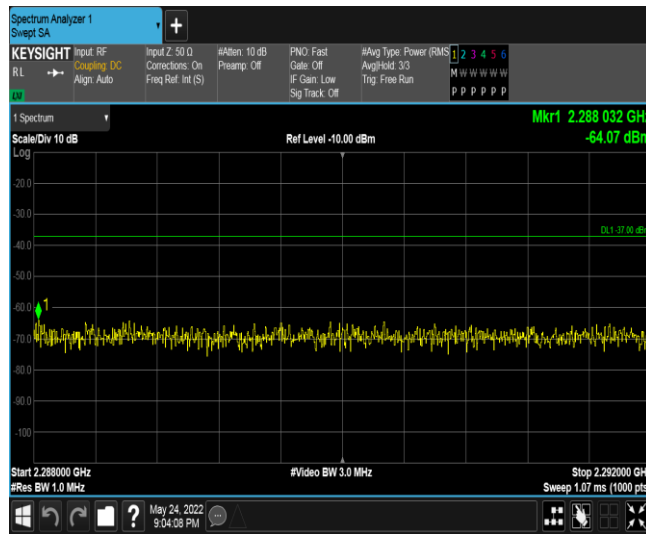 Spectrum Analyzer 1
Swept SA
+
KEYSIGHT
RL
Input: RF
Coupling: DC
Align: Auto
Input Z: 50 Ω
Corrections: On
Freq Ref: Int (S)
#Atten: 10 dB
Preamp: Off
PNO: Fast
Gate: Off
IF Gain: Low
Sig Track: Off
#Avg Type: Power (RMS
Avg|Hold: 3/3
Trig: Free Run
1 2 3 4 5 6
M W W W W W
P P P P P P
1 Spectrum
Scale/Div 10 dB
Ref Level -10.00 dBm
Mkr1 2.288 032 GHz
-64.07 dBm
Log
-20.0
-30.0
DL1 -37.00 dBm
-40.0
-50.0
-60.0
1
-70.0
-80.0
-90.0
-100
Start 2.288000 GHz
#Video BW 3.0 MHz
Stop 2.292000 GH
#Res BW 1.0 MHz
Sweep 1.07 ms (1000 pts
?
May 24, 2022
9:04:08 PM